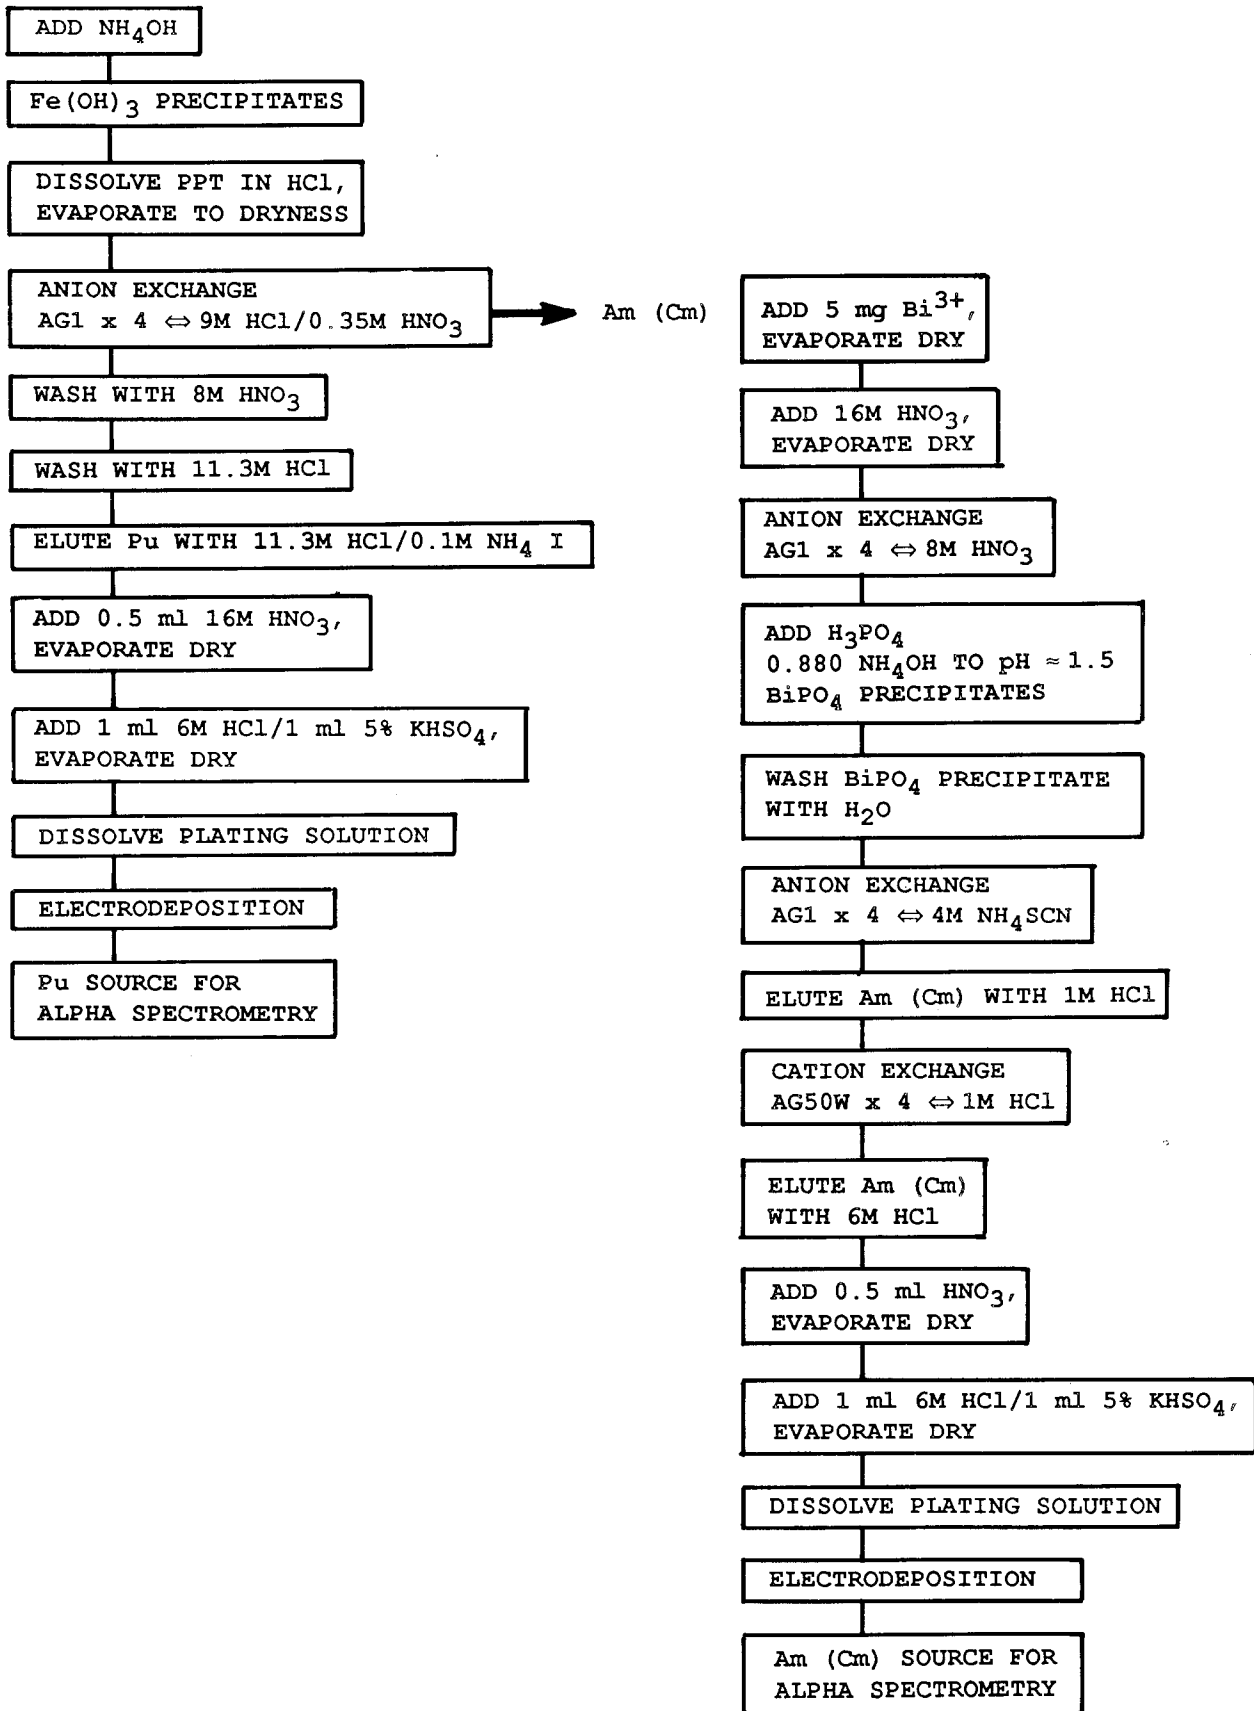 ADD NH₄OH
Fe(OH)₃ PRECIPITATES
DISSOLVE PPT IN HCl,
EVAPORATE TO DRYNESS
ANION EXCHANGE
AG1 x 4 ⇔ 9M HCl/0.35M HNO₃
WASH WITH 8M HNO₃
WASH WITH 11.3M HCl
ELUTE Pu WITH 11.3M HCl/0.1M NH₄ I
ADD 0.5 ml 16M HNO₃,
EVAPORATE DRY
ADD 1 ml 6M HCl/1 ml 5% KHSO₄,
EVAPORATE DRY
DISSOLVE PLATING SOLUTION
ELECTRODEPOSITION
Pu SOURCE FOR
ALPHA SPECTROMETRY
Am (Cm)
ADD 5 mg Bi³⁺,
EVAPORATE DRY
ADD 16M HNO₃,
EVAPORATE DRY
ANION EXCHANGE
AG1 x 4 ⇔ 8M HNO₃
ADD H₃PO₄
0.880 NH₄OH TO pH ≈ 1.5
BiPO₄ PRECIPITATES
WASH BiPO₄ PRECIPITATE
WITH H₂O
ANION EXCHANGE
AG1 x 4 ⇔ 4M NH₄SCN
ELUTE Am (Cm) WITH 1M HCl
CATION EXCHANGE
AG50W x 4 ⇔ 1M HCl
ELUTE Am (Cm)
WITH 6M HCl
ADD 0.5 ml HNO₃,
EVAPORATE DRY
ADD 1 ml 6M HCl/1 ml 5% KHSO₄,
EVAPORATE DRY
DISSOLVE PLATING SOLUTION
ELECTRODEPOSITION
Am (Cm) SOURCE FOR
ALPHA SPECTROMETRY